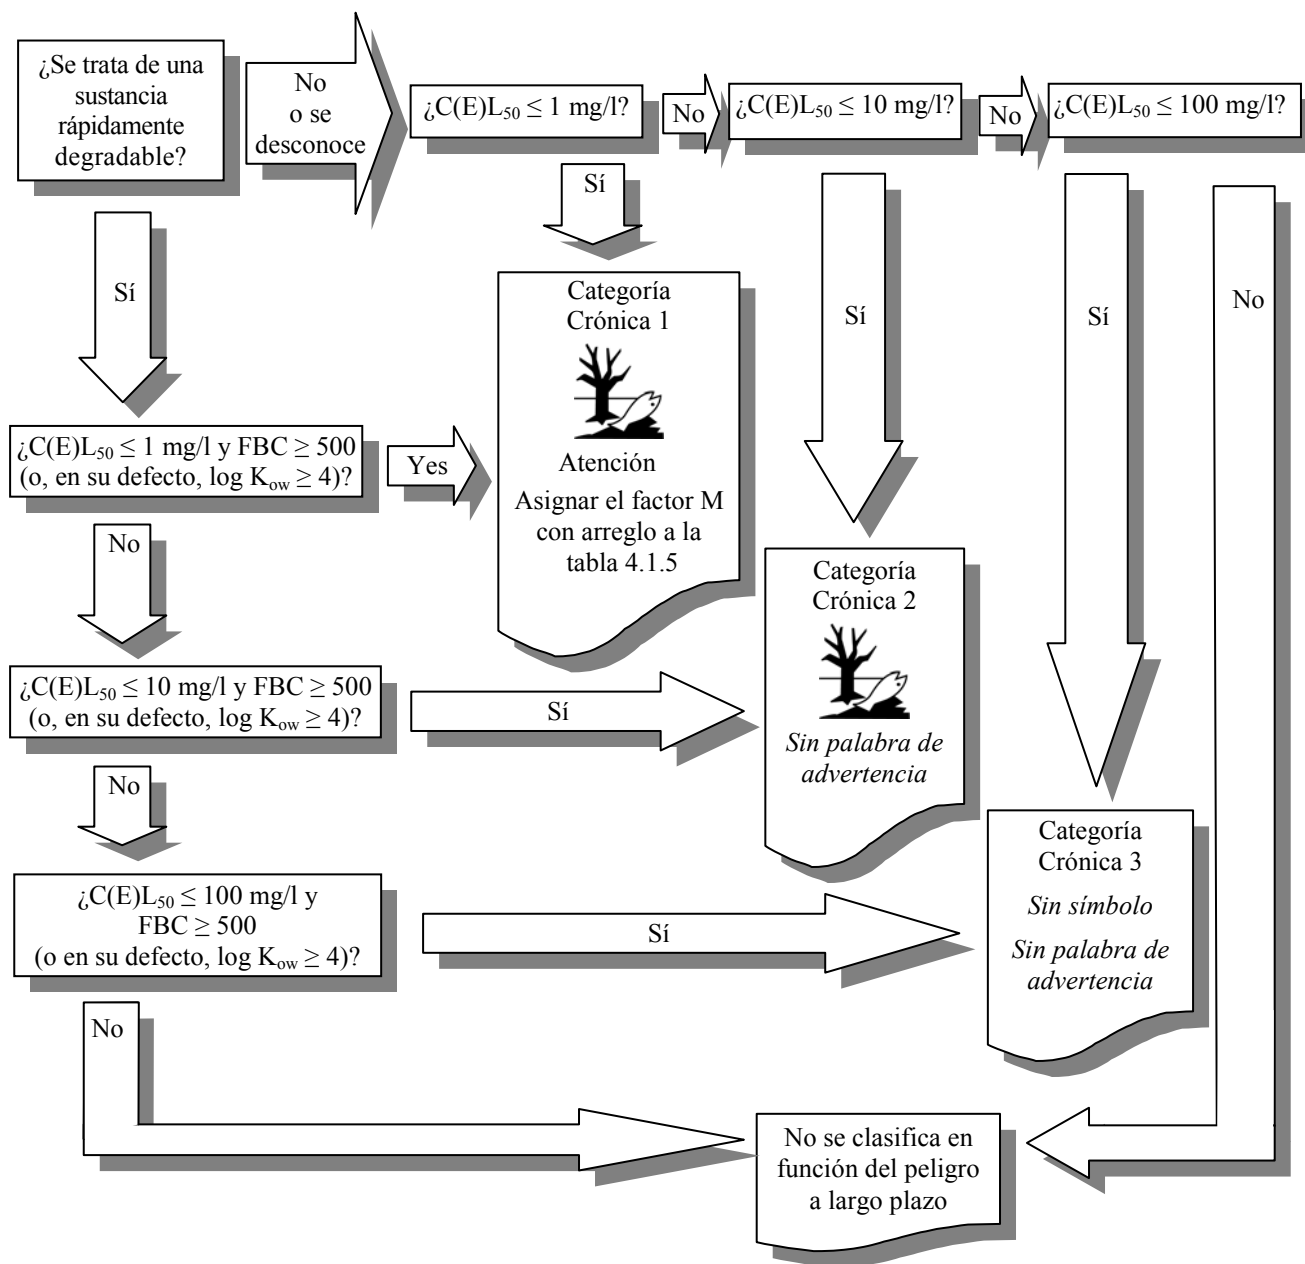 ¿Se trata de una
sustancia
rápidamente
degradable?
No
o se
desconoce
¿C(E)L₅₀ ≤ 1 mg/l?
No
¿C(E)L₅₀ ≤ 10 mg/l?
No
¿C(E)L₅₀ ≤ 100 mg/l?
Sí
Sí
Sí
Sí
No
Categoría
Crónica 1
Atención
Asignar el factor M
con arreglo a la
tabla 4.1.5
¿C(E)L₅₀ ≤ 1 mg/l y FBC ≥ 500
(o, en su defecto, log Kow ≥ 4)?
Yes
No
Categoría
Crónica 2
Sin palabra de
advertencia
¿C(E)L₅₀ ≤ 10 mg/l y FBC ≥ 500
(o, en su defecto, log Kow ≥ 4)?
Sí
No
Categoría
Crónica 3
Sin símbolo
Sin palabra de
advertencia
¿C(E)L₅₀ ≤ 100 mg/l y
FBC ≥ 500
(o en su defecto, log Kow ≥ 4)?
Sí
No
No se clasifica en
función del peligro
a largo plazo